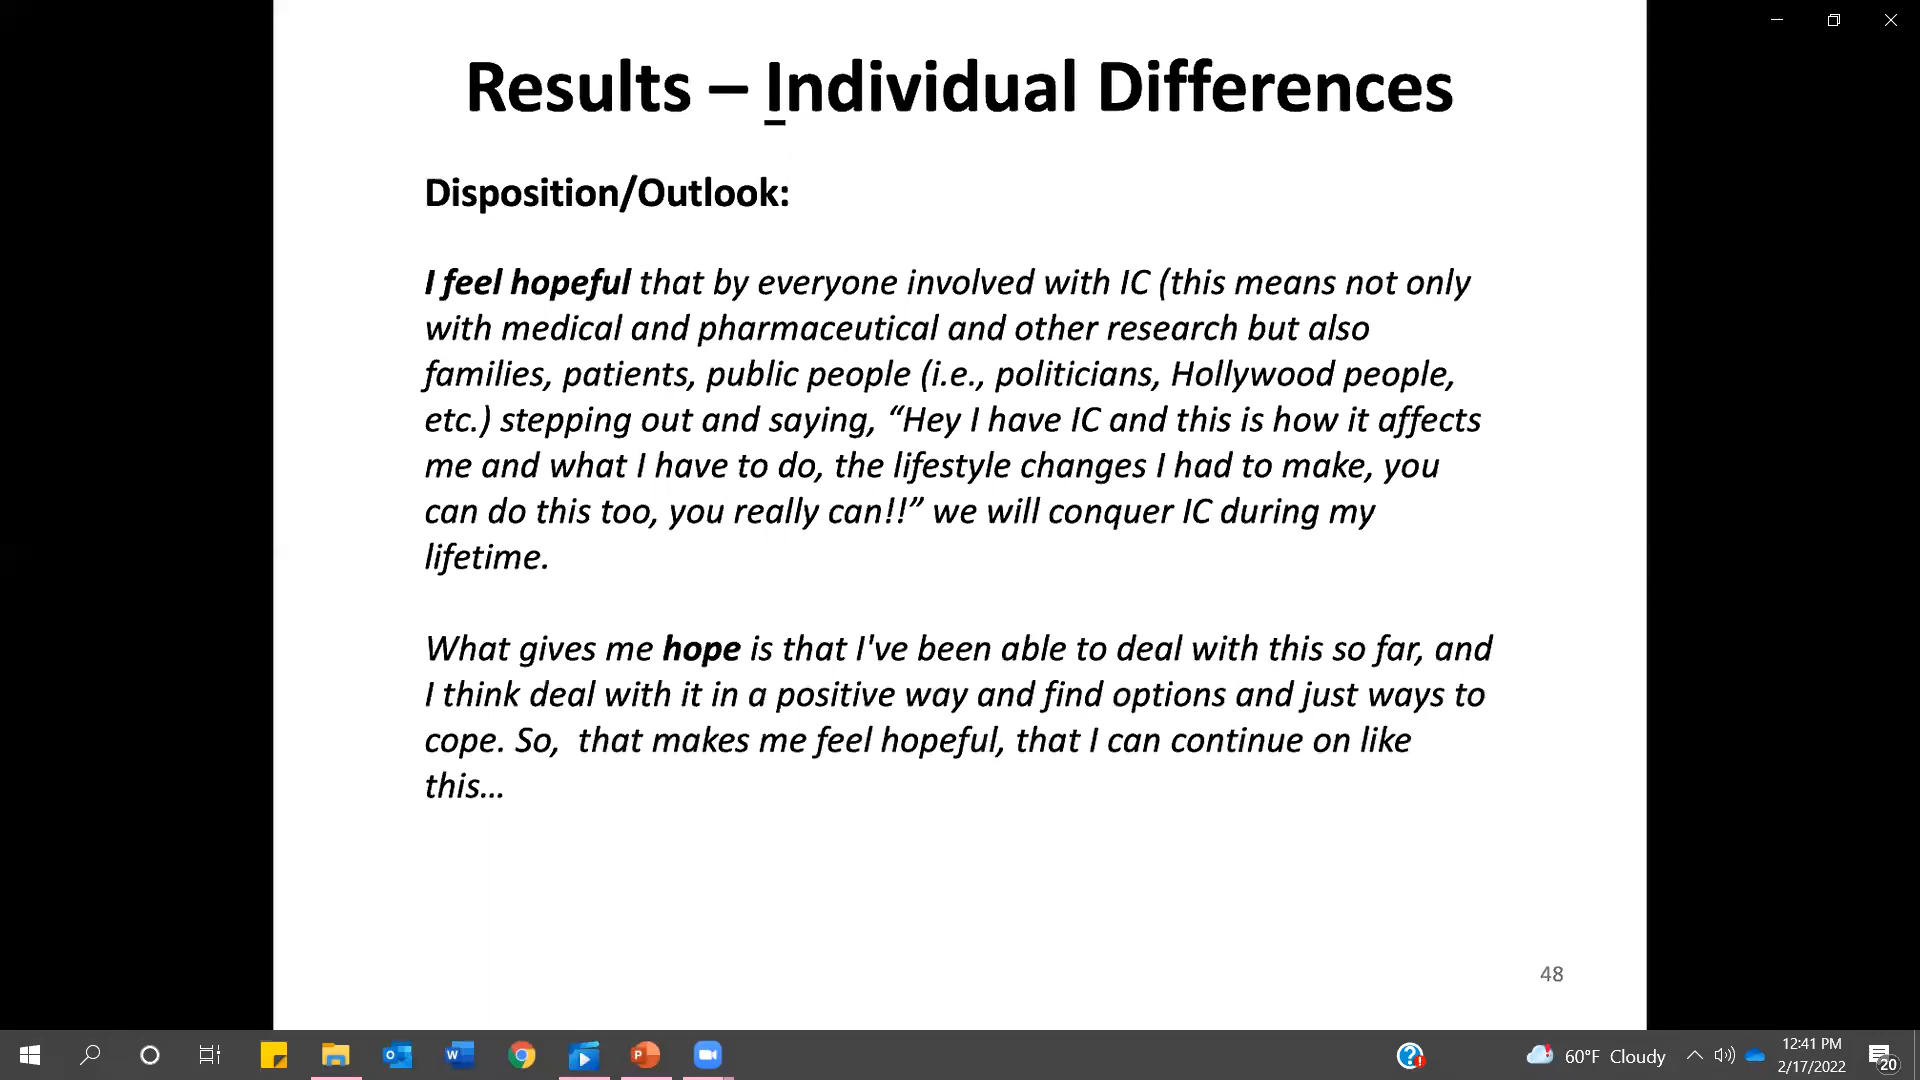 Results – Individual Differences
Disposition/Outlook:
I feel hopeful that by everyone involved with IC (this means not only
with medical and pharmaceutical and other research but also
families, patients, public people (i.e., politicians, Hollywood people,
etc.) stepping out and saying, “Hey I have IC and this is how it affects
me and what I have to do, the lifestyle changes I had to make, you
can do this too, you really can!!” we will conquer IC during my
lifetime.
What gives me hope is that I've been able to deal with this so far, and
I think deal with it in a positive way and find options and just ways to
cope. So,  that makes me feel hopeful, that I can continue on like
this...
48
60°F Cloudy
12:41 PM
2/17/2022
20